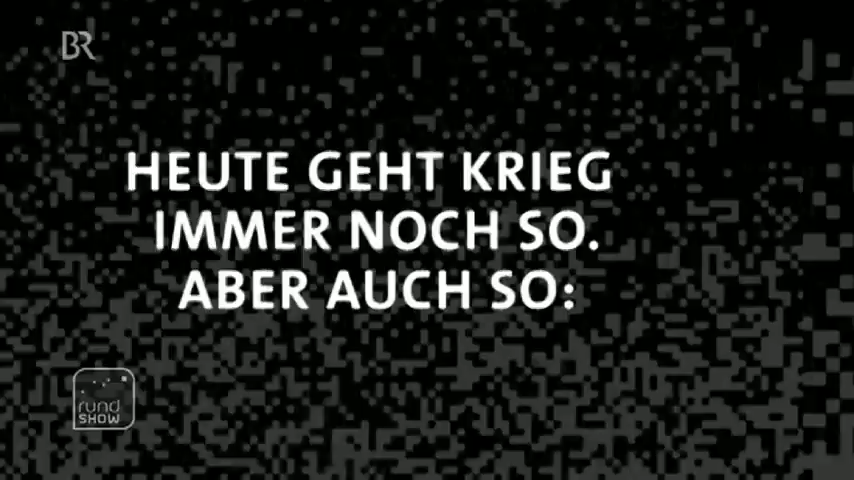 BR
HEUTE GEHT KRIEG
IMMER NOCH SO.
ABER AUCH SO:
rund
SHOW